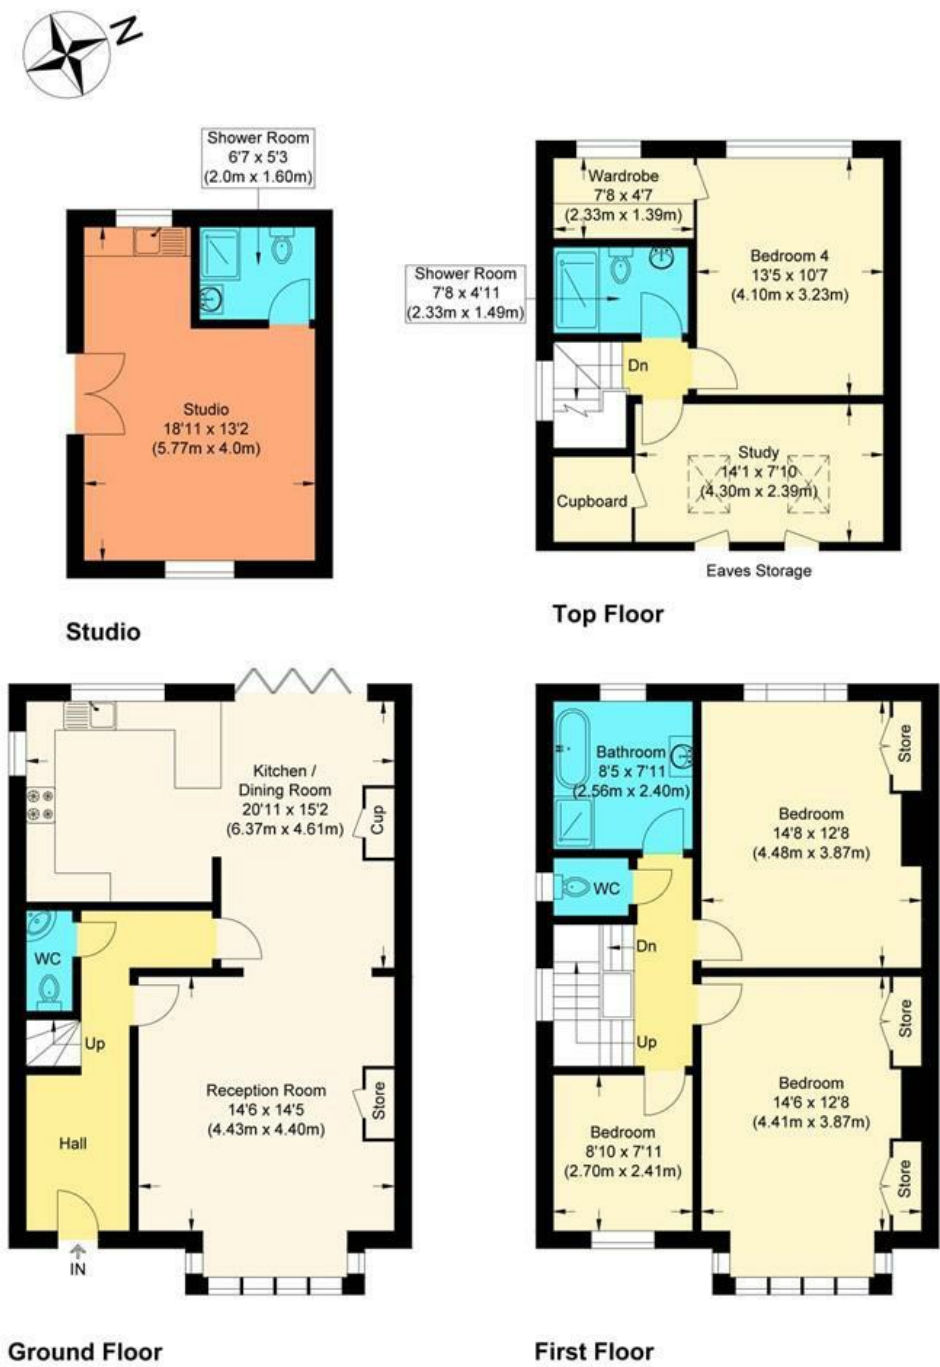 N
Shower Room
6'7 x 5'3
(2.0m x 1.60m)
Studio
18'11 x 13'2
(5.77m x 4.0m)
Studio
Wardrobe
7'8 x 4'7
(2.33m x 1.39m)
Bedroom 4
13'5 x 10'7
(4.10m x 3.23m)
Shower Room
7'8 x 4'11
(2.33m x 1.49m)
Dn
Study
14'1 x 7'10
(4.30m x 2.39m)
Cupboard
Eaves Storage
Top Floor
Kitchen /
Dining Room
20'11 x 15'2
(6.37m x 4.61m)
Cup
WC
Up
Reception Room
14'6 x 14'5
(4.43m x 4.40m)
Store
Hall
IN
Ground Floor
Bathroom
8'5 x 7'11
(2.56m x 2.40m)
Store
Bedroom
14'8 x 12'8
(4.48m x 3.87m)
WC
Dn
Up
Store
Bedroom
14'6 x 12'8
(4.41m x 3.87m)
Bedroom
8'10 x 7'11
(2.70m x 2.41m)
Store
First Floor